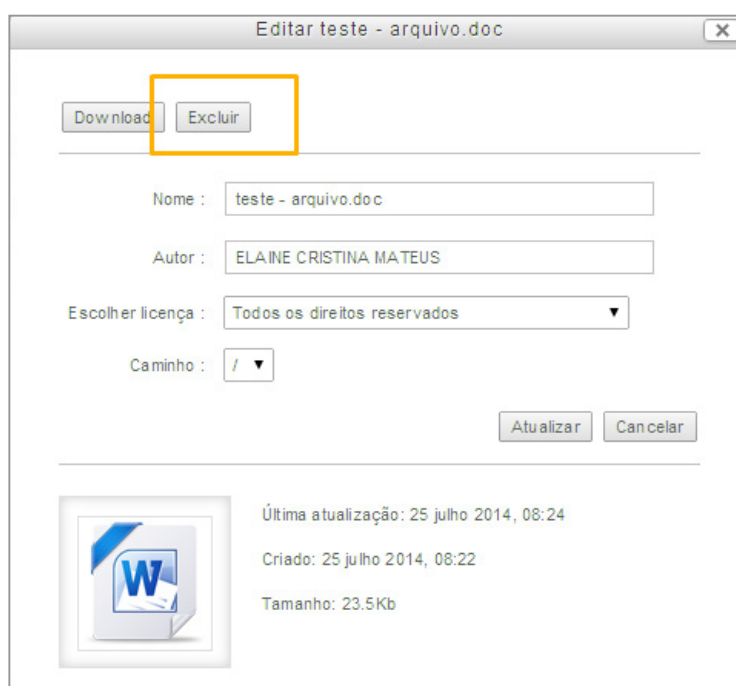 Editar teste - arquivo.doc
Download Excluir
Nome : teste - arquivo.doc
Autor : ELAINE CRISTINA MATEUS
Escolher licença : Todos os direitos reservados
Caminho : /
Atualizar Cancelar
Última atualização: 25 julho 2014, 08:24
Criado: 25 julho 2014, 08:22
W
Tamanho: 23.5Kb